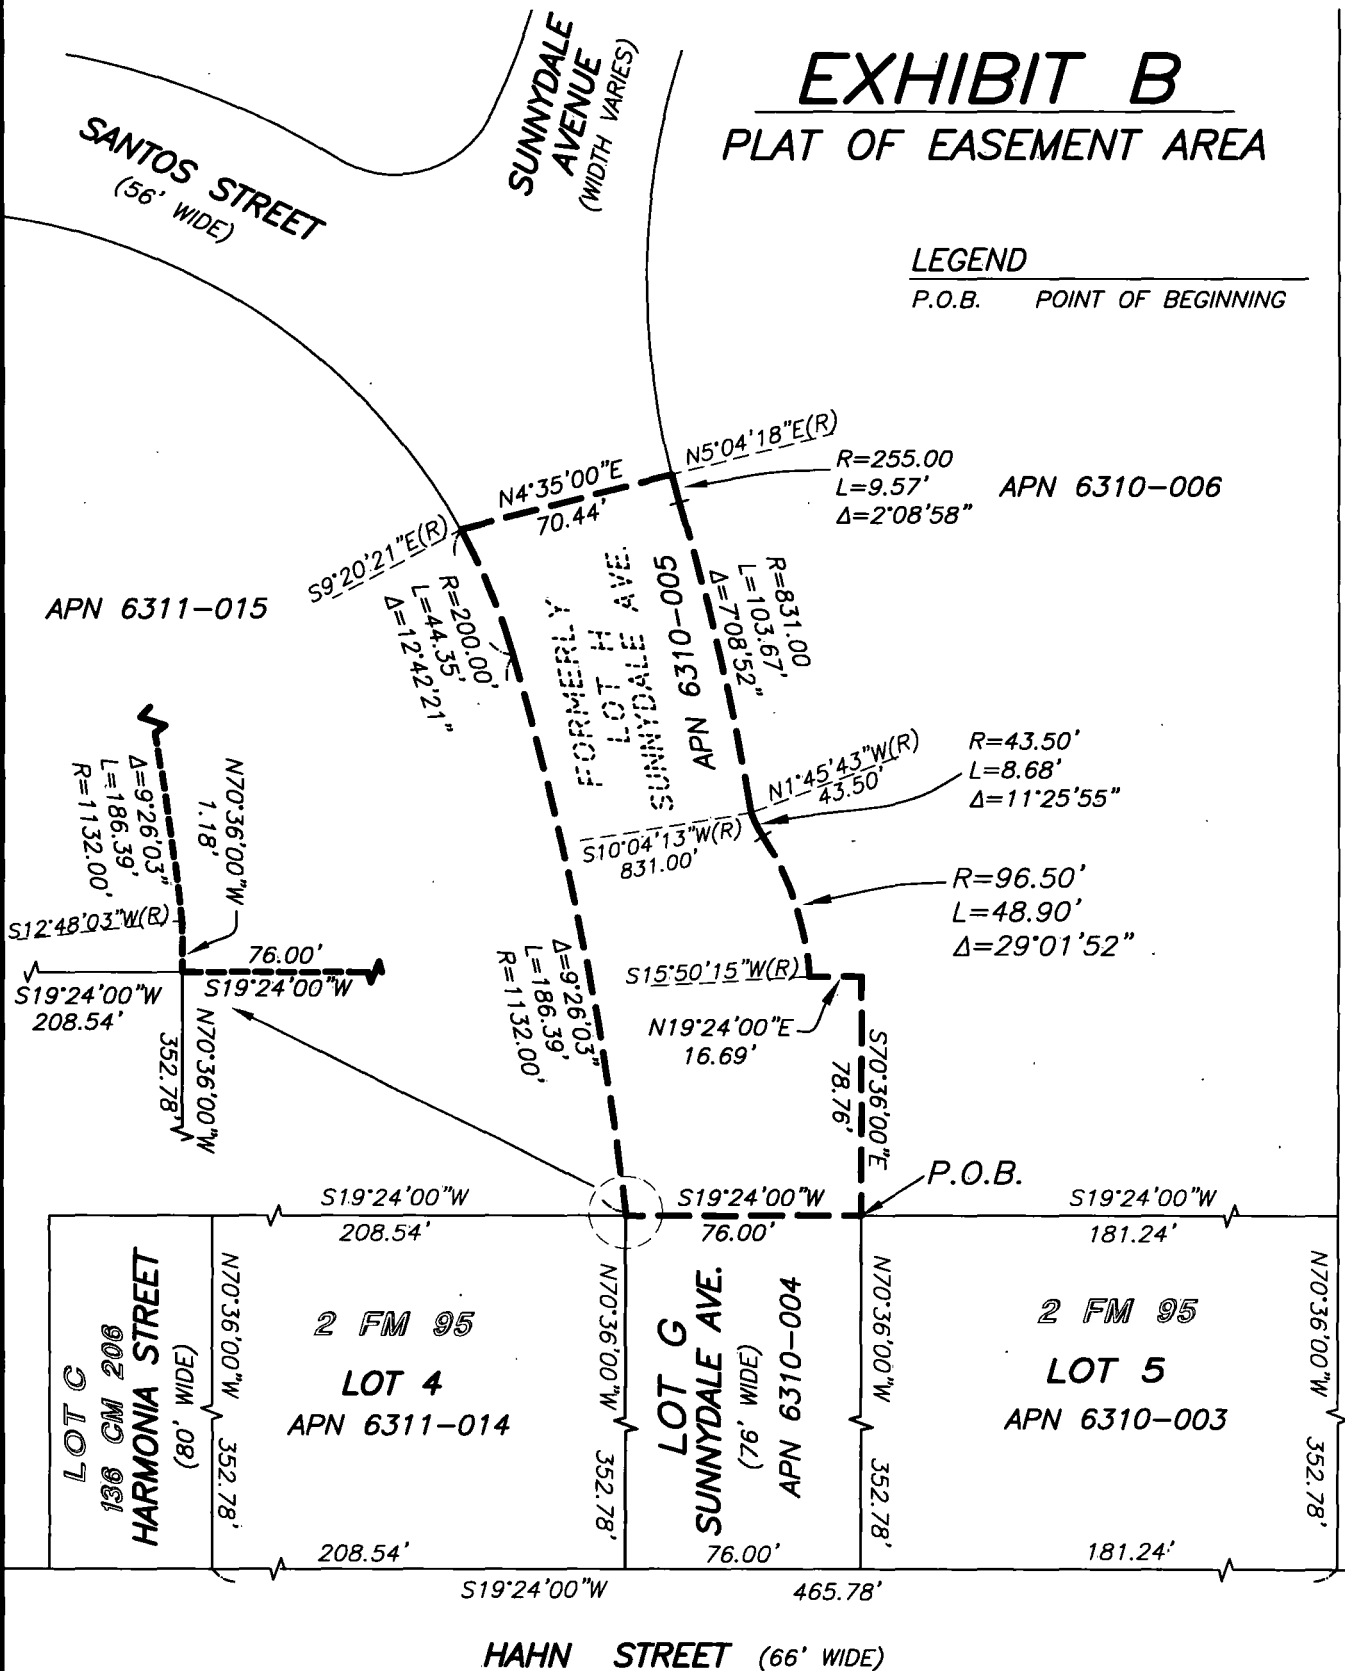 EXHIBIT B
PLAT OF EASEMENT AREA
SUNNYDALE
AVENUE
(WIDTH VARIES)
SANTOS STREET
(56' WIDE)
LEGEND
P.O.B. POINT OF BEGINNING
N5°04'18"E(R)
N4°35'00"E
70.44'
R=255.00
L=9.57'
Δ=2°08'58"
APN 6310-006
S9°20'21"E(R)
APN 6311-015
R=200.00'
L=44.35'
Δ=12°42'21"
FORMERLY
LOT H
SUNNYDALE AVE.
APN 6310-005
R=831.00
L=103.67'
Δ=7°08'52"
N1°45'43"W(R)
43.50'
R=43.50'
L=8.68'
Δ=11°25'55"
S10°04'13"W(R)
831.00'
R=96.50'
L=48.90'
Δ=29°01'52"
N70°36'00"W
1.18'
Δ=9°26'03"
L=186.39'
R=1132.00'
S12°48'03"W(R)
76.00'
S19°24'00"W
S19°24'00"W
208.54'
N70°36'00"W
352.78'
Δ=9°26'03"
L=186.39'
R=1132.00'
S15°50'15"W(R)
N19°24'00"E
16.69'
S70°36'00"E
78.76'
P.O.B.
S19°24'00"W
208.54'
S19°24'00"W
76.00'
S19°24'00"W
181.24'
LOT C
136 CM 206
HARMONIA STREET
(80' WIDE)
N70°36'00"W 352.78'
2 FM 95
LOT 4
APN 6311-014
N70°36'00"W 352.78'
LOT G
SUNNYDALE AVE.
(76' WIDE)
APN 6310-004
N70°36'00"W 352.78'
2 FM 95
LOT 5
APN 6310-003
N70°36'00"W 352.78'
208.54'
76.00'
181.24'
S19°24'00"W 465.78'
HAHN STREET (66' WIDE)